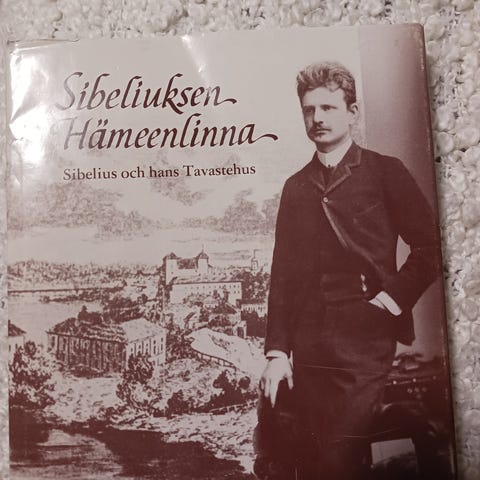 Sibeliuksen
Hämeenlinna
Sibelius och hans Tavastehus